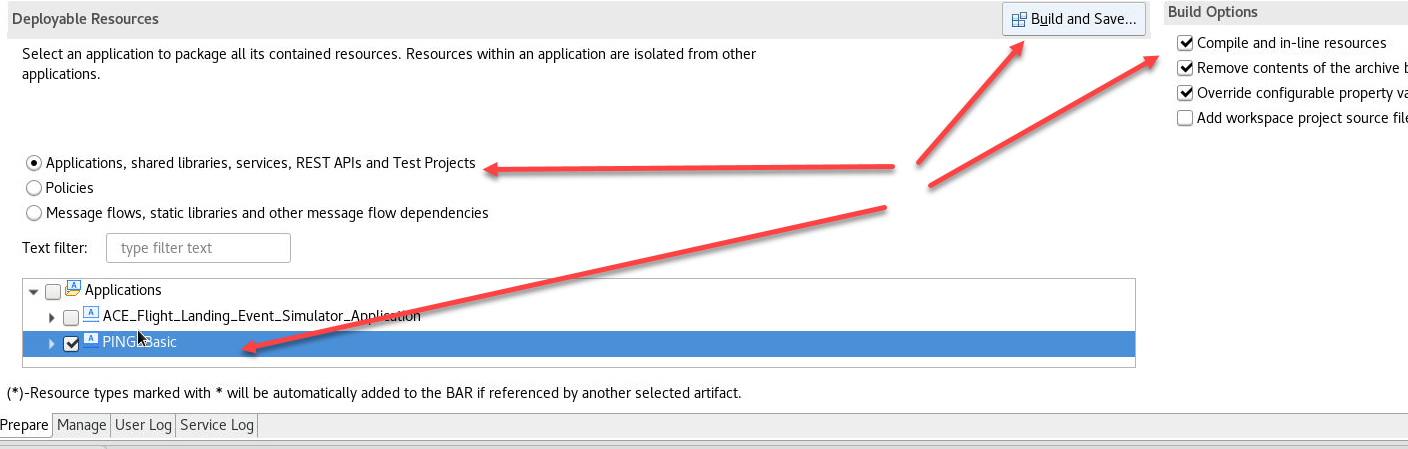 Deployable Resources
Build and Save...
Build Options
Select an application to package all its contained resources. Resources within an application are isolated from other
applications.
Compile and in-line resources
Remove contents of the archive
Override configurable property
Add workspace project source
Applications, shared libraries, services, REST APIs and Test Projects
Policies
Message flows, static libraries and other message flow dependencies
Text filter:
type filter text
Applications
ACE_Flight_Landing_Event_Simulator_Application
(*)-Resource types marked with * will be automatically added to the BAR if referenced by another selected artifact.
Prepare
Manage
User Log
Service Log